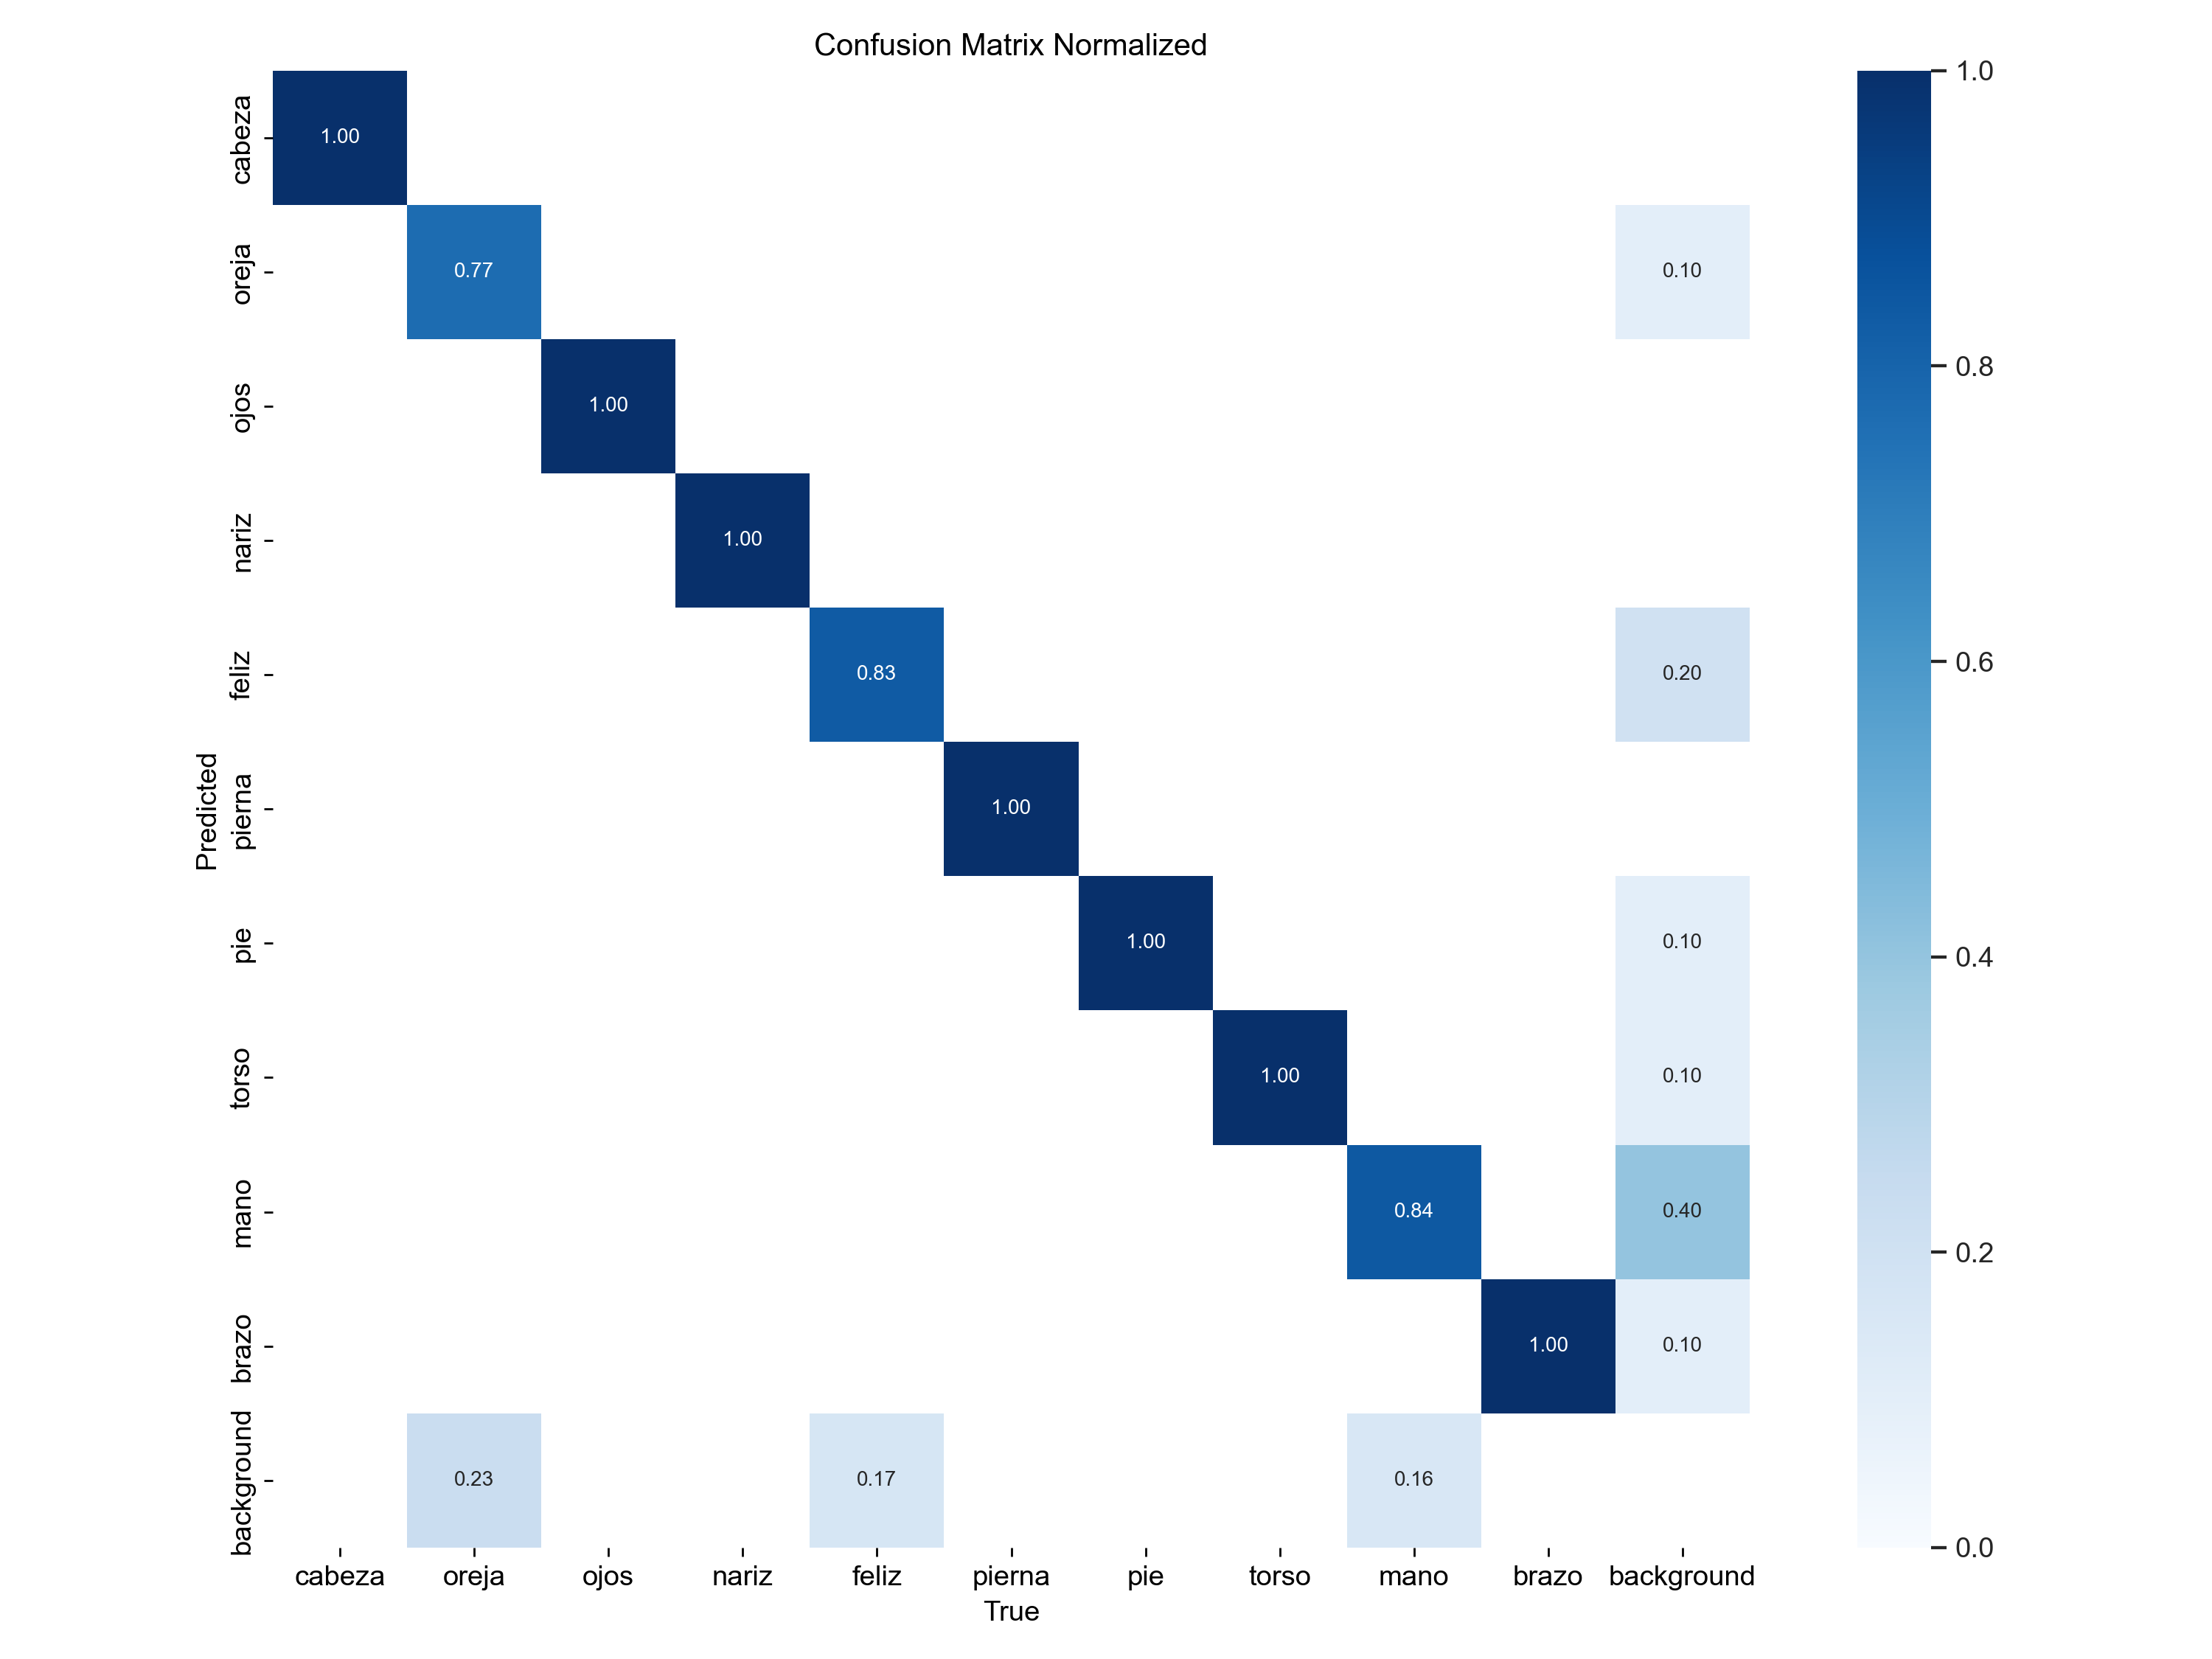 Confusion Matrix Normalized
cabeza 1.00
oreja 0.77 0.10
ojos 1.00
nariz 1.00
feliz 0.83 0.20
pierna 1.00
pie 1.00 0.10
torso 1.00 0.10
mano 0.84 0.40
brazo 1.00 0.10
background 0.23 0.17 0.16
Predicted
cabeza oreja ojos nariz feliz pierna pie torso mano brazo background
True
1.0
0.8
0.6
0.4
0.2
0.0